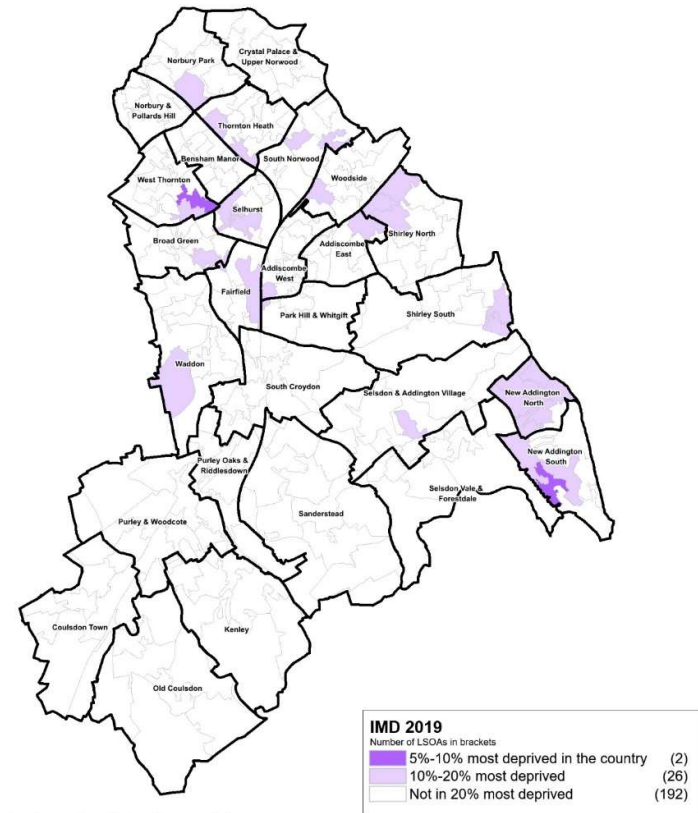 Crystal Palace &
Upper Norwood
Norbury Park
Norbury &
Pollards Hill
Thornton Heath
Bensham Manor
South Norwood
West Thornton
Woodside
Selhurst
Shirley North
Broad Green
Addiscombe
East
Addiscombe
West
Fairfield
Park Hill & Whitgift
Shirley South
Waddon
South Croydon
Selsdon & Addington Village
New Addington
North
New Addington
South
Purley Oaks &
Riddlesdown
Selsdon Vale &
Forestdale
Sanderstead
Purley & Woodcote
Coulsdon Town
Kenley
Old Coulsdon
IMD 2019
Number of LSOAs in brackets
5%-10% most deprived in the country (2)
10%-20% most deprived (26)
Not in 20% most deprived (192)